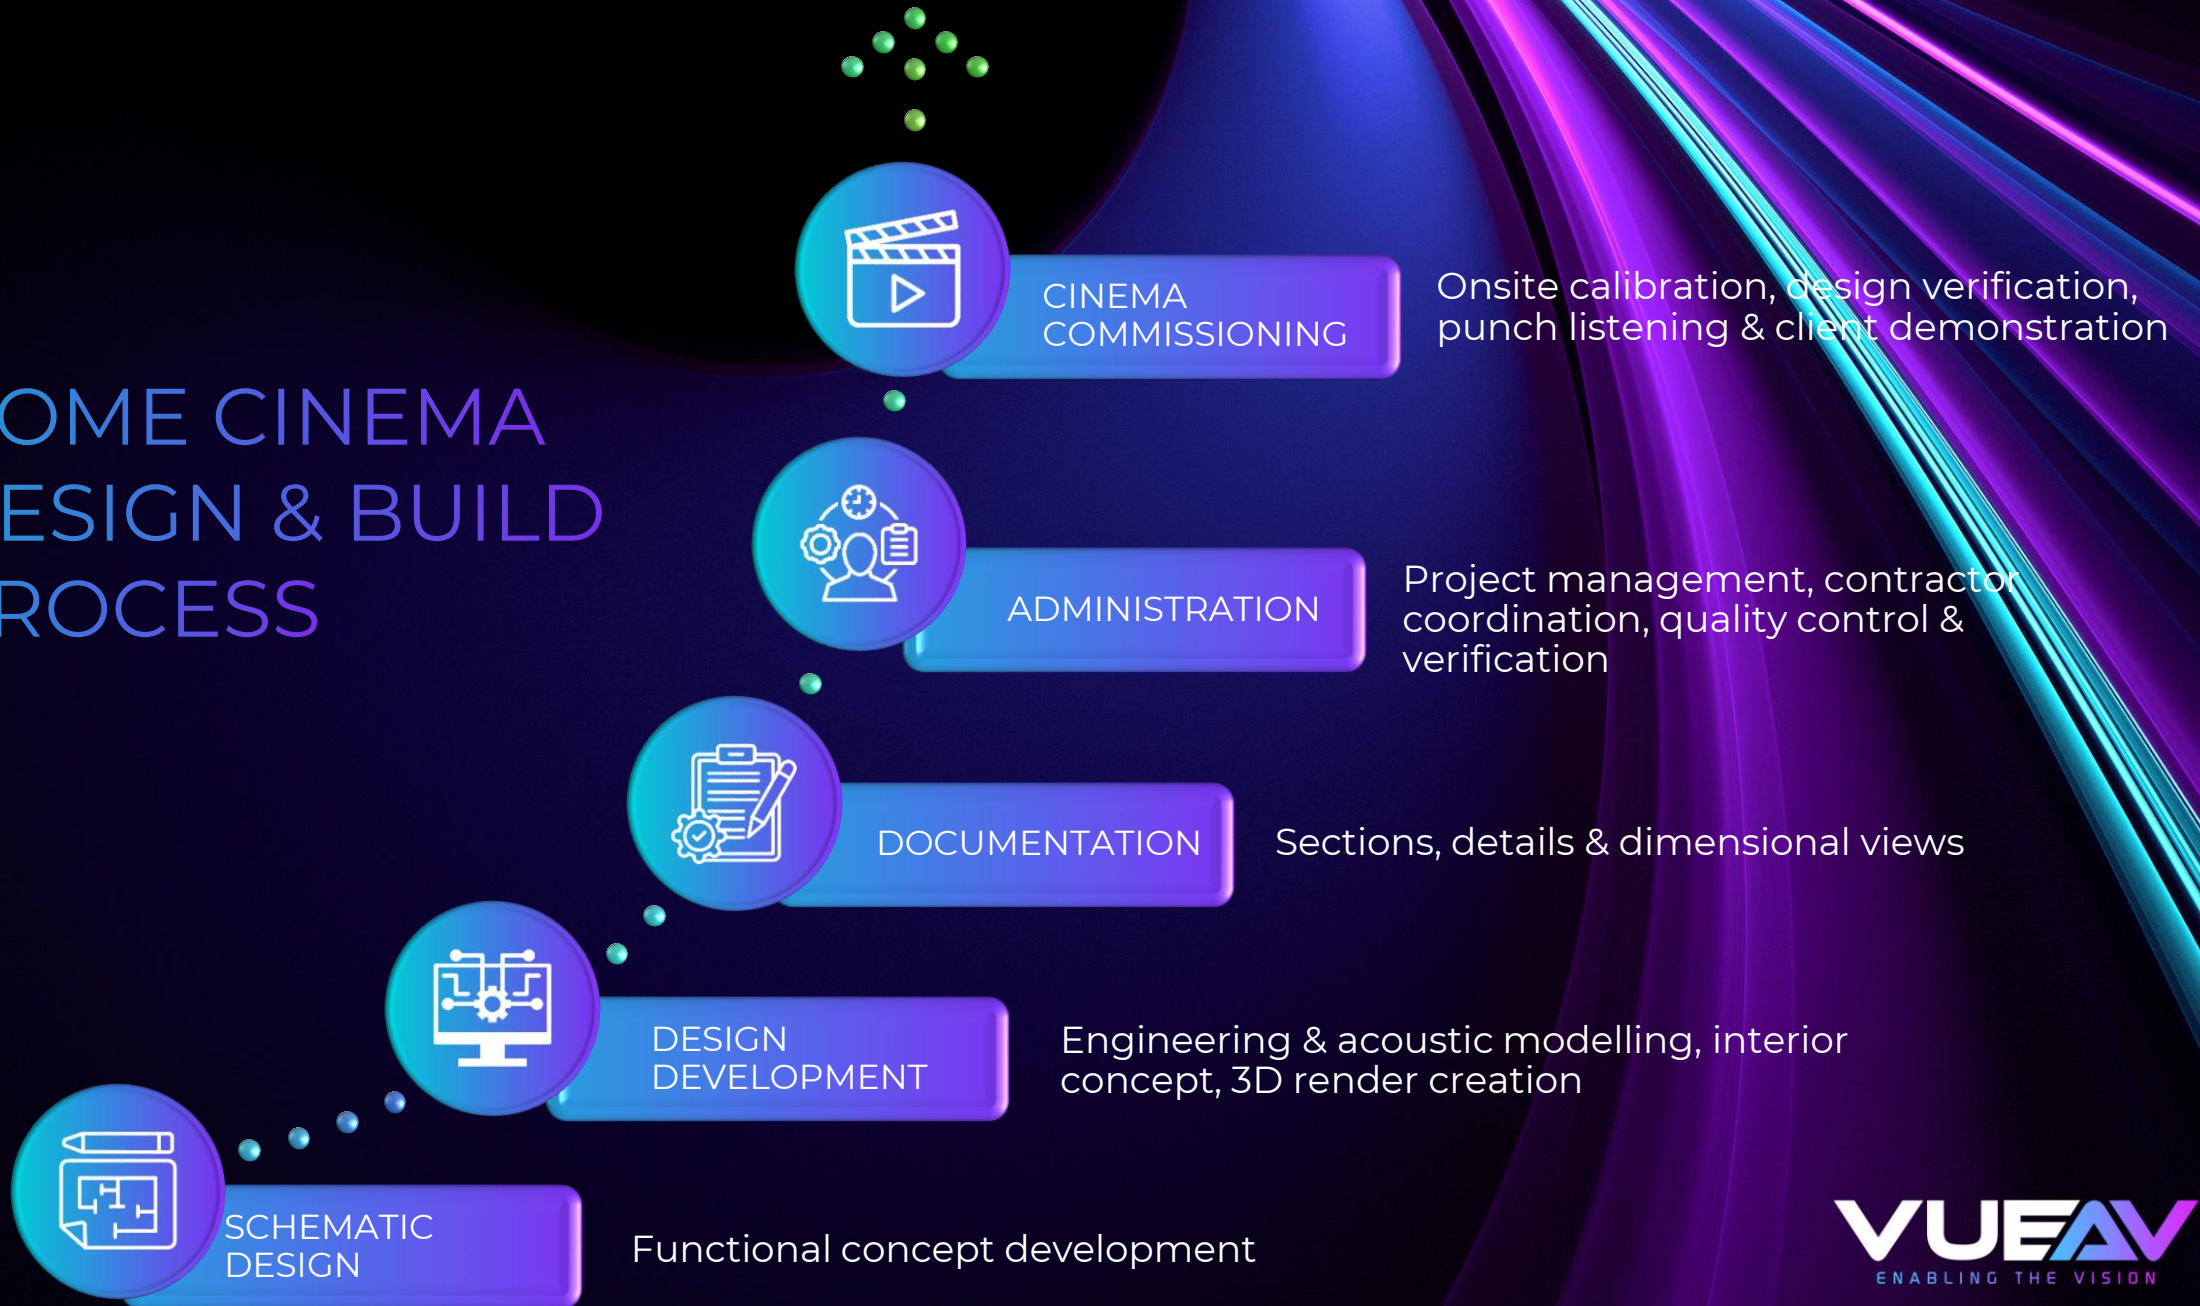 OME CINEMA
ESIGN & BUILD
ROCESS
CINEMA
COMMISSIONING
Onsite calibration, design verification,
punch listening & client demonstration
ADMINISTRATION
Project management, contractor
coordination, quality control &
verification
DOCUMENTATION
Sections, details & dimensional views
DESIGN
DEVELOPMENT
Engineering & acoustic modelling, interior
concept, 3D render creation
SCHEMATIC
DESIGN
Functional concept development
VUEAV
ENABLING THE VISION